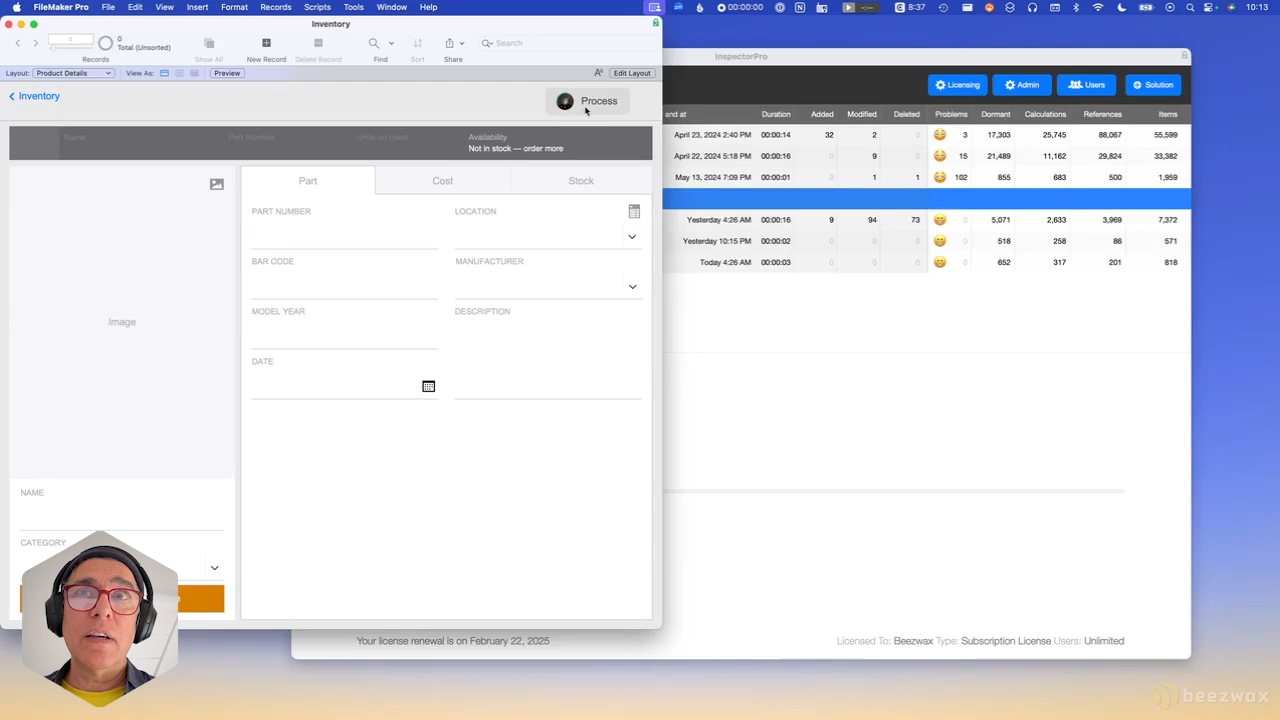 FileMaker Pro File Edit View Insert Format Records Scripts Tools Window Help 8:37 10:13
Inventory
0 0 Total (Unsorted)
Records Show All New Record Delete Record Find Sort Share Search
Layout: Product Details View As: Preview Edit Layout
Inventory
Process
Name Part Number Units on Hand Availability
Not in stock — order more
Image
Part Cost Stock
PART NUMBER LOCATION
BAR CODE MANUFACTURER
MODEL YEAR DESCRIPTION
DATE
NAME
CATEGORY
InspectorPro
Licensing Admin Users Solution
and at Duration Added Modified Deleted Problems Dormant Calculations References Items
April 23, 2024 2:40 PM 00:00:14 32 2 0 3 17,303 25,745 88,067 55,599
April 22, 2024 5:18 PM 00:00:16 0 9 0 15 21,489 11,162 29,824 33,382
May 13, 2024 7:09 PM 00:00:01 0 1 1 102 855 683 500 1,959
Yesterday 4:26 AM 00:00:16 9 94 73 0 5,071 2,633 3,969 7,372
Yesterday 10:15 PM 00:00:02 0 0 0 0 518 258 86 571
Today 4:26 AM 00:00:03 0 0 0 0 652 317 201 818
Your license renewal is on February 22, 2025
Licensed To: Beezwax Type: Subscription License Users: Unlimited
beezwax